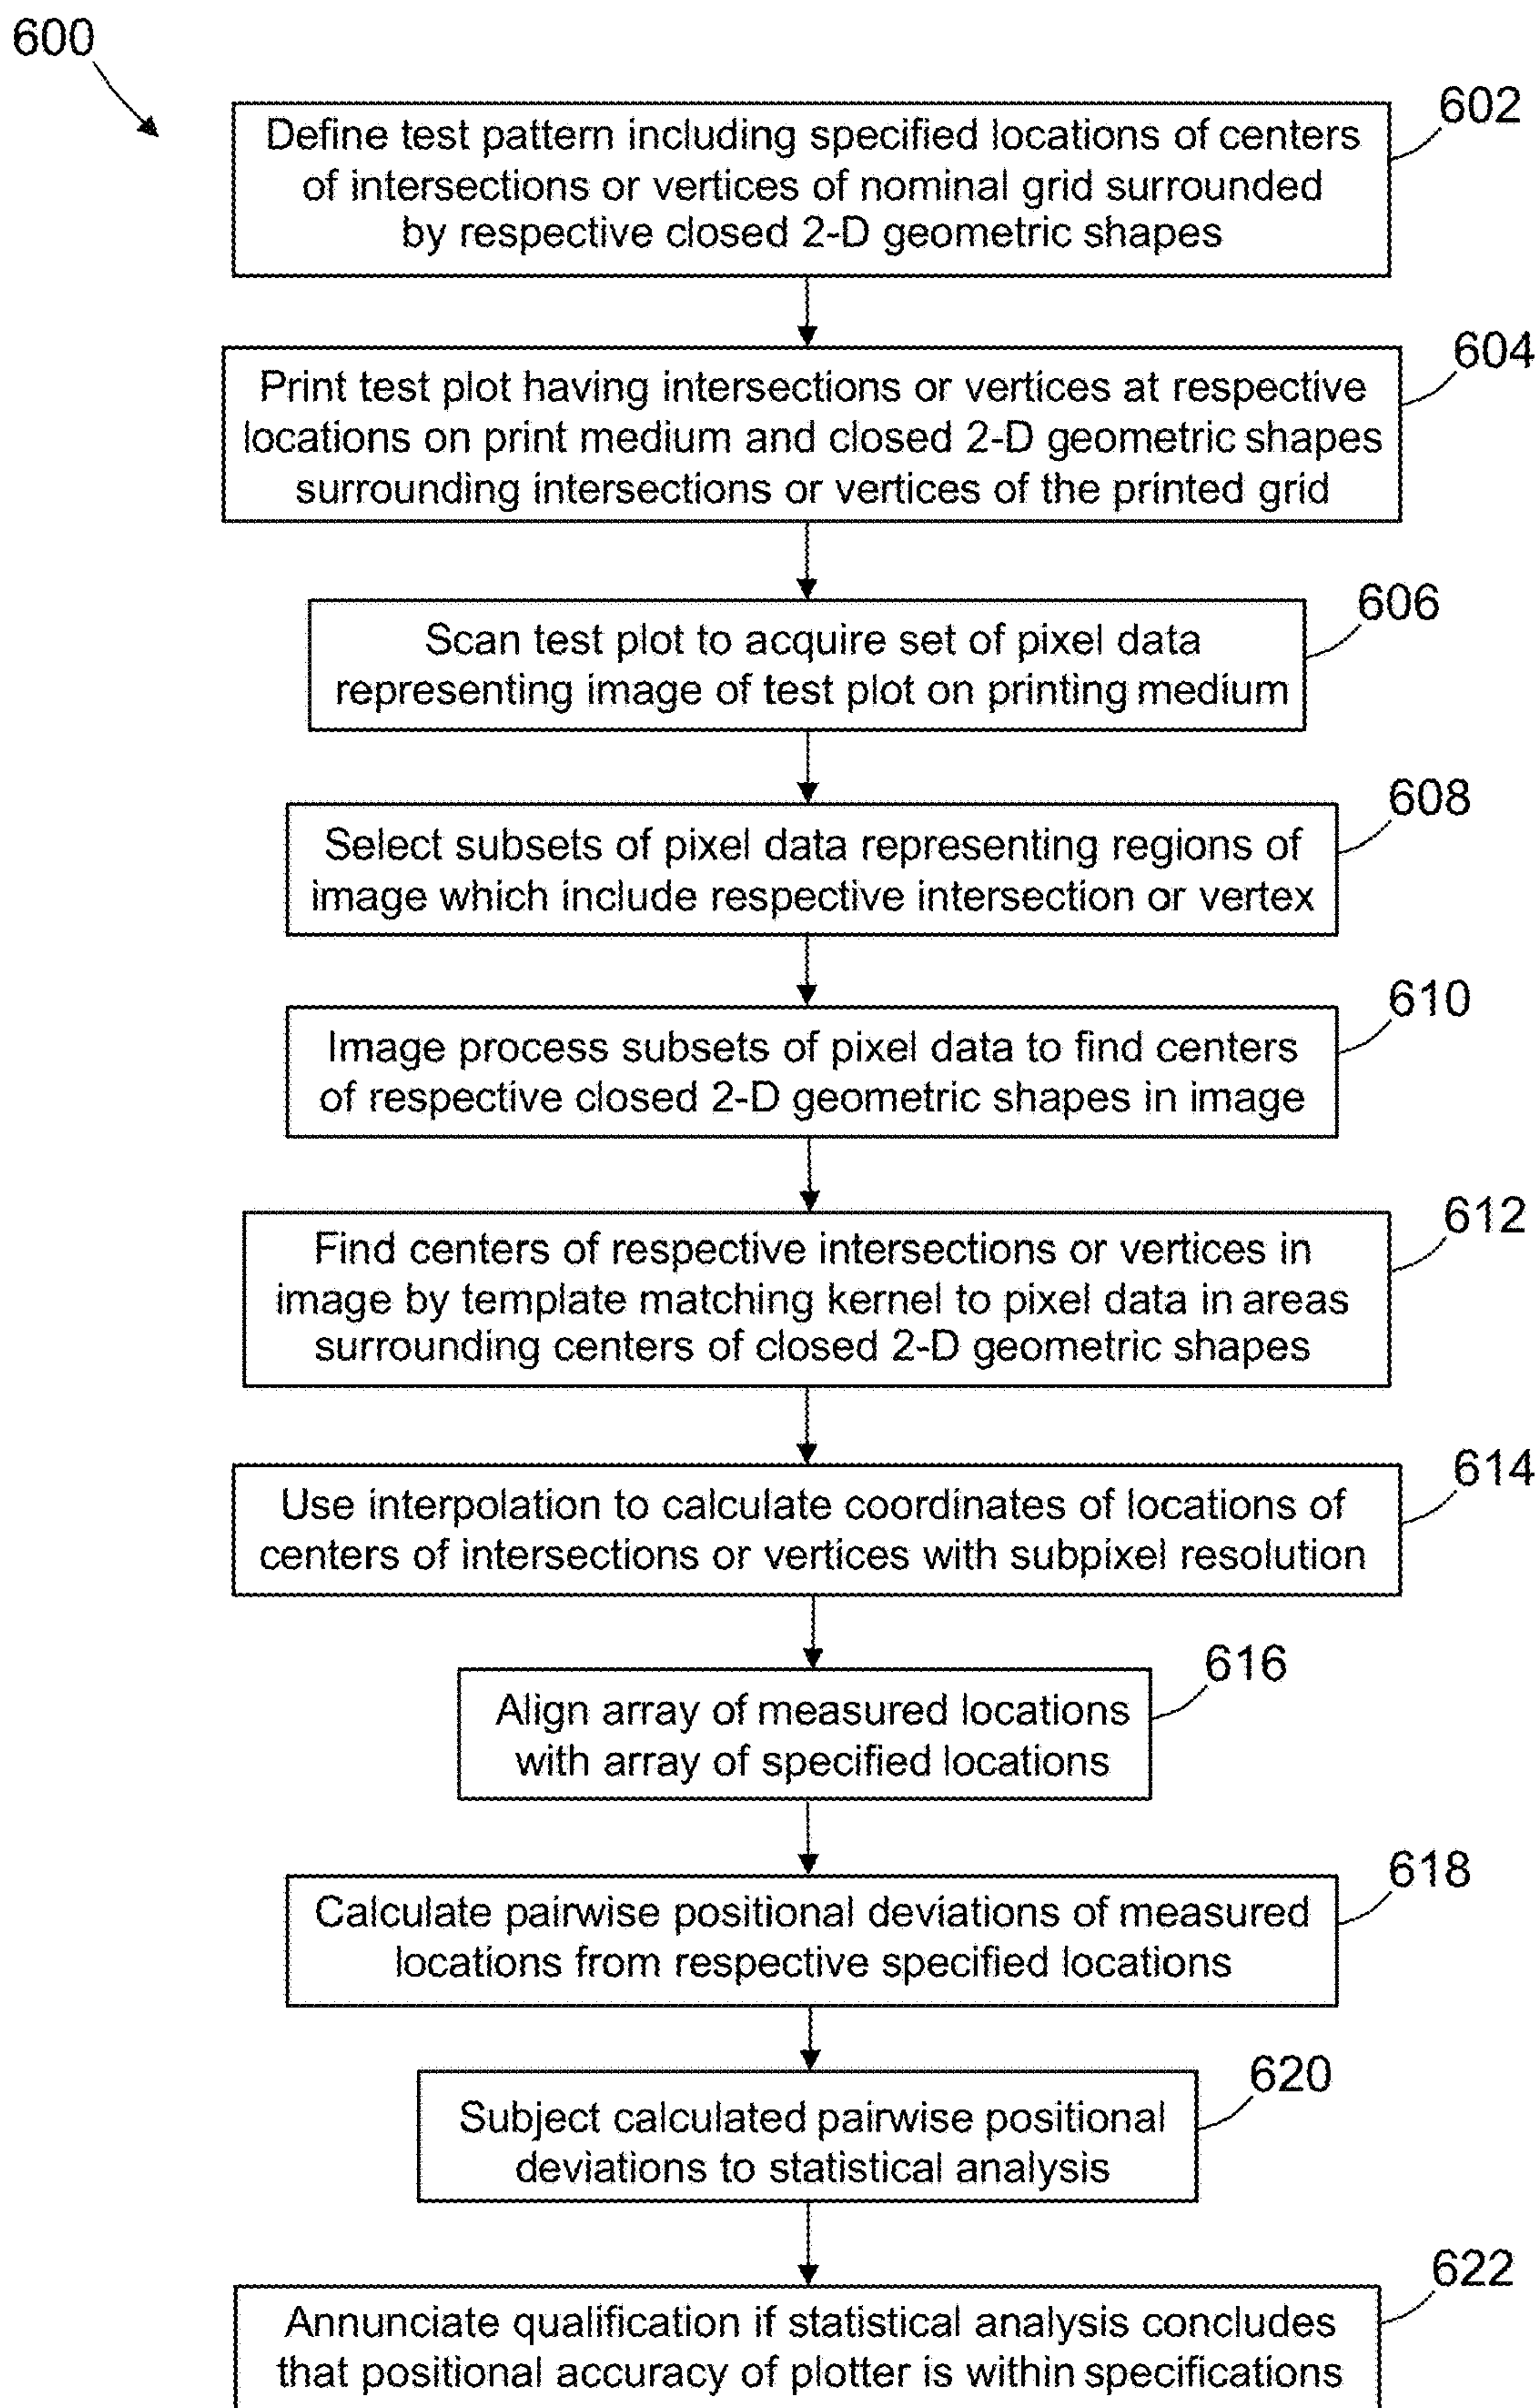 600
602
Define test pattern including specified locations of centers
of intersections or vertices of nominal grid surrounded
by respective closed 2-D geometric shapes
604
Print test plot having intersections or vertices at respective
locations on print medium and closed 2-D geometric shapes
surrounding intersections or vertices of the printed grid
606
Scan test plot to acquire set of pixel data
representing image of test plot on printing medium
608
Select subsets of pixel data representing regions of
image which include respective intersection or vertex
610
Image process subsets of pixel data to find centers
of respective closed 2-D geometric shapes in image
612
Find centers of respective intersections or vertices in
image by template matching kernel to pixel data in areas
surrounding centers of closed 2-D geometric shapes
614
Use interpolation to calculate coordinates of locations of
centers of intersections or vertices with subpixel resolution
616
Align array of measured locations
with array of specified locations
618
Calculate pairwise positional deviations of measured
locations from respective specified locations
620
Subject calculated pairwise positional
deviations to statistical analysis
622
Annunciate qualification if statistical analysis concludes
that positional accuracy of plotter is within specifications